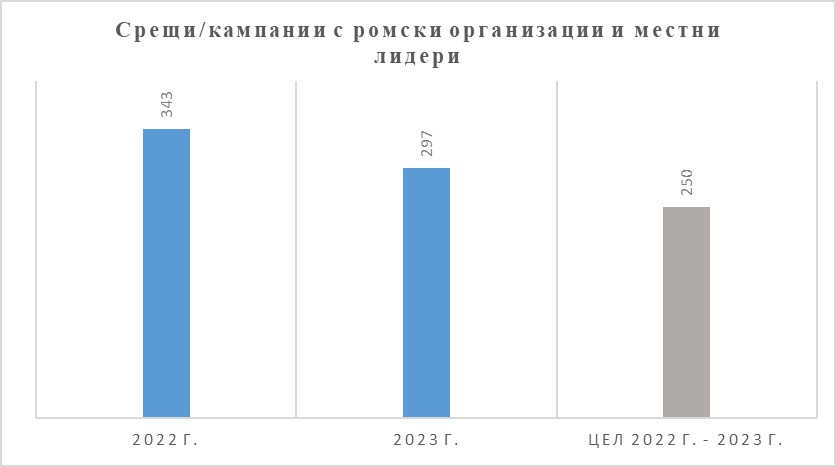 Срещи/кампании с ромски организации и местни
лидери
343
297
250
2022 Г.
2023 Г.
ЦЕЛ 2022 Г. - 2023 Г.